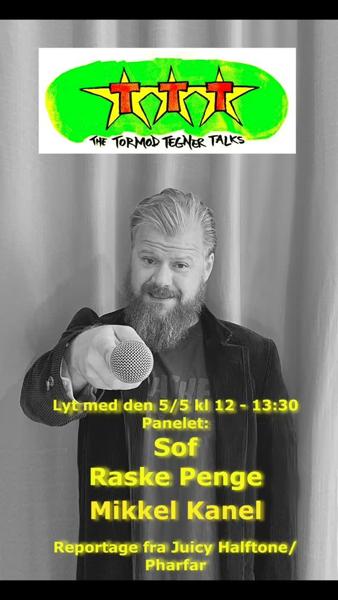 TTT
THE TORMOD TEGNER TALKS
Lyt med den 5/5 kl 12 - 13:30
Panelet:
Sof
Raske Penge
Mikkel Kanel
Reportage fra Juicy Halftone/
Pharfar